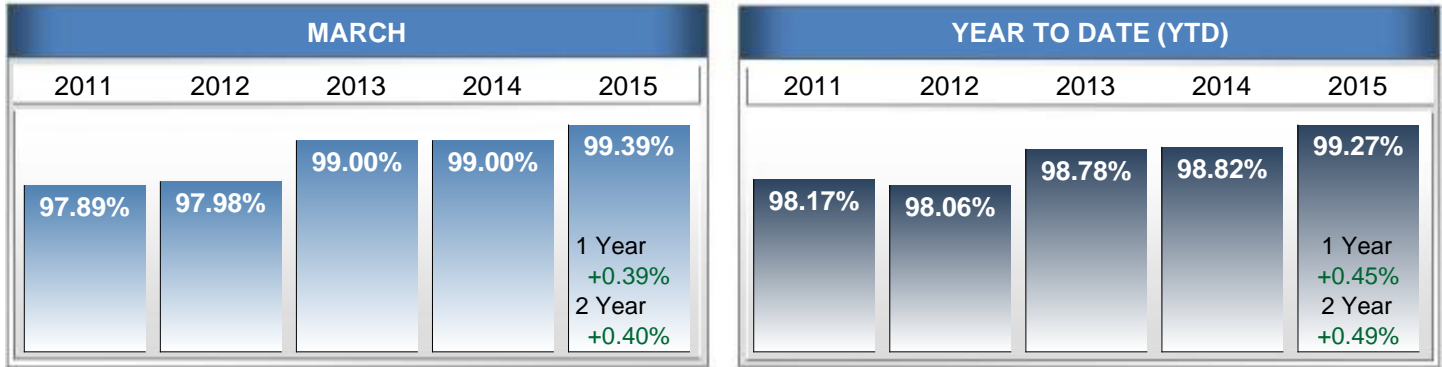 MARCH
2011 2012 2013 2014 2015
97.89% 97.98% 99.00% 99.00% 99.39%
1 Year
+0.39%
2 Year
+0.40%
YEAR TO DATE (YTD)
2011 2012 2013 2014 2015
98.17% 98.06% 98.78% 98.82% 99.27%
1 Year
+0.45%
2 Year
+0.49%